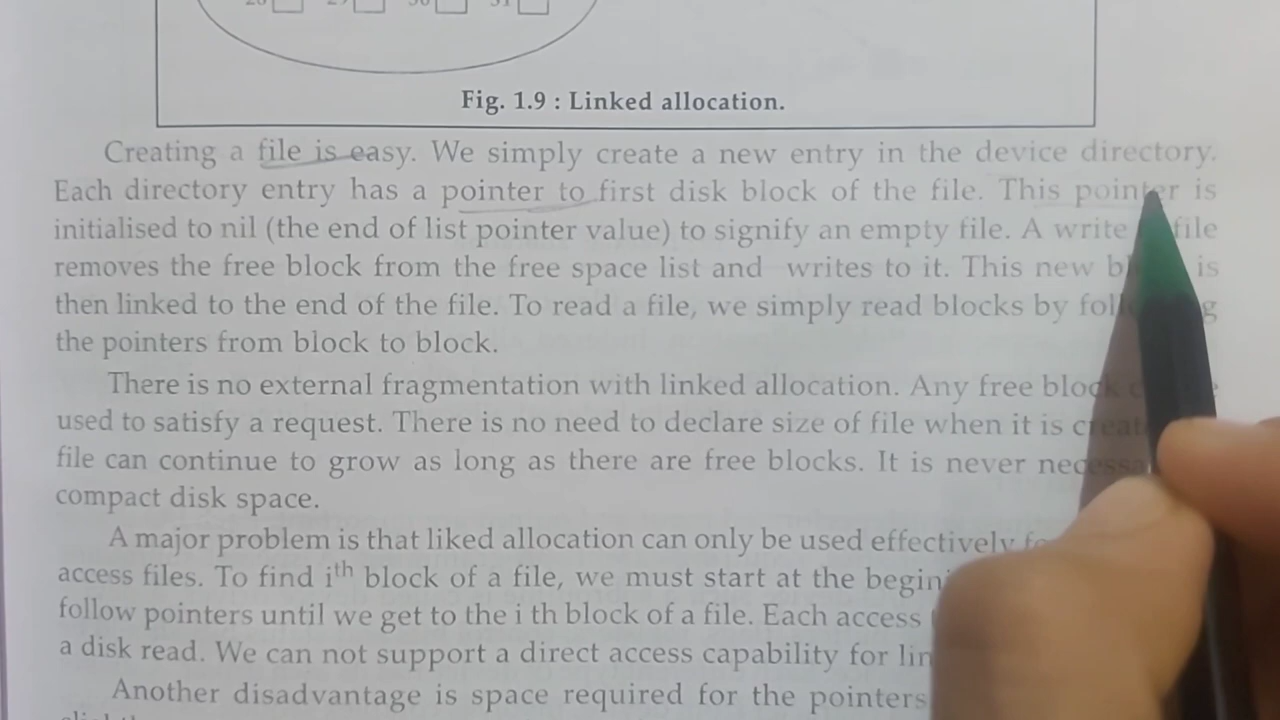 Fig. 1.9 : Linked allocation.
Creating a file is easy. We simply create a new entry in the device directory.
Each directory entry has a pointer to first disk block of the file. This pointer is
initialised to nil (the end of list pointer value) to signify an empty file. A write file
removes the free block from the free space list and writes to it. This new is
then linked to the end of the file. To read a file, we simply read blocks by
the pointers from block to block.
There is no external fragmentation with linked allocation. Any free block
used to satisfy a request. There is no need to declare size of file when it is
file can continue to grow as long as there are free blocks. It is never
compact disk space.
A major problem is that liked allocation can only be used effectively
access files. To find i th block of a file, we must start at the
follow pointers until we get to the i th block of a file. Each access
a disk read. We can not support a direct access capability for
Another disadvantage is space required for the pointers